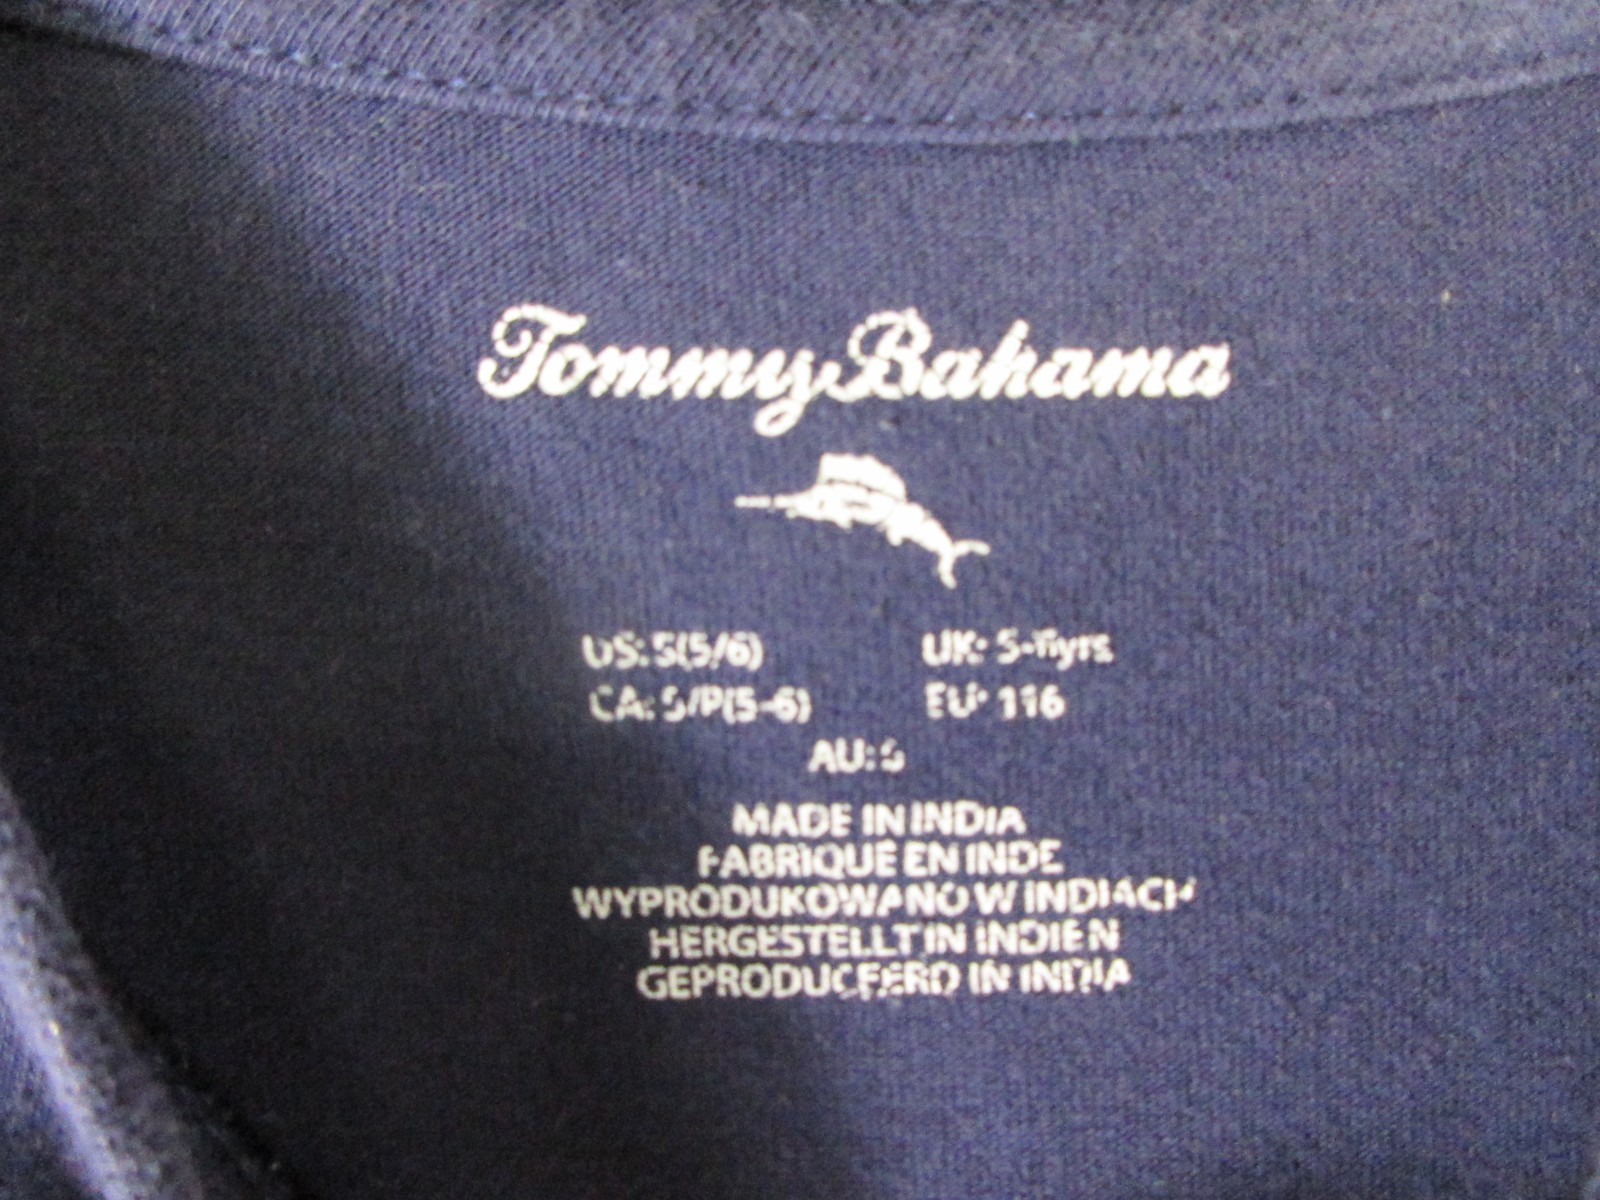 Tommy Bahama
US: S(5/6) UK: 5-6yrs
CA: S/P(5-6) EU: 116
AU: 6
MADE IN INDIA
FABRIQUÉ EN INDE
WYPRODUKOWANO W INDIACH
HERGESTELLT IN INDIEN
GEPRODUCEERD IN INDIA